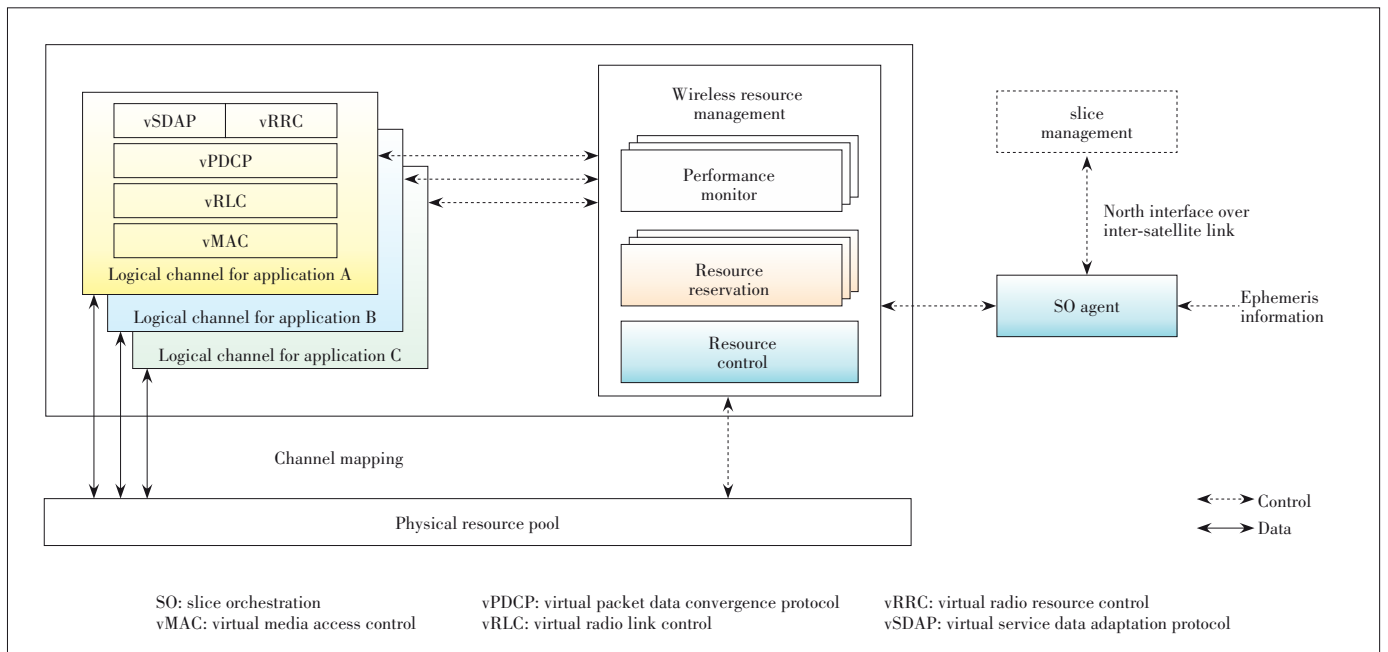 vSDAP
vRRC
vPDCP
vRLC
vMAC
Logical channel for application A
Logical channel for application B
Logical channel for application C
Wireless resource
management
Performance
monitor
Resource
reservation
Resource
control
slice
management
North interface over
inter-satellite link
SO agent
Ephemeris
information
Channel mapping
Physical resource pool
Control
Data
SO: slice orchestration
vMAC: virtual media access control
vPDCP: virtual packet data convergence protocol
vRLC: virtual radio link control
vRRC: virtual radio resource control
vSDAP: virtual service data adaptation protocol